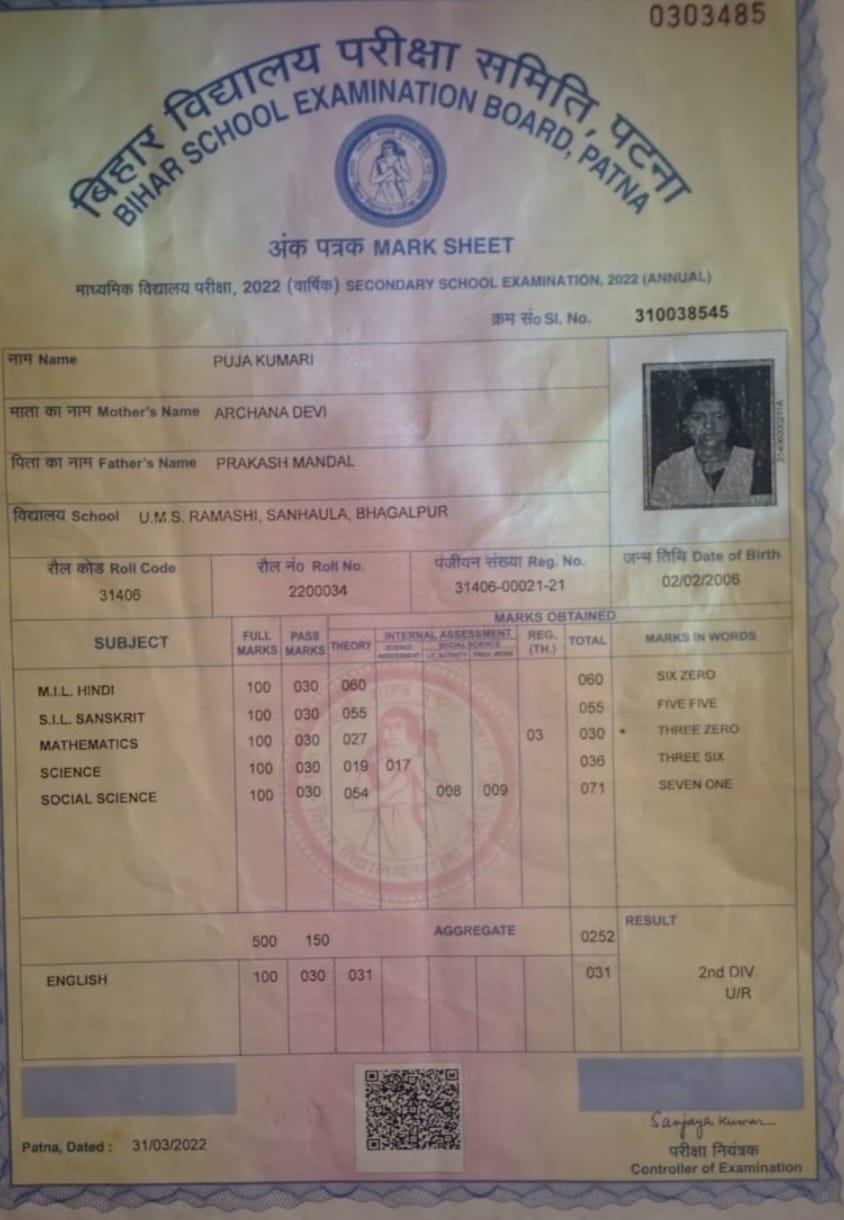 0303485
बिहार विद्यालय परीक्षा समिति, पटना
BIHAR SCHOOL EXAMINATION BOARD, PATNA
अंक पत्रक MARK SHEET
माध्यमिक विद्यालय परीक्षा, 2022 (वार्षिक) SECONDARY SCHOOL EXAMINATION, 2022 (ANNUAL)
क्रम सं० Sl. No. 310038545
नाम Name PUJA KUMARI
माता का नाम Mother's Name ARCHANA DEVI
पिता का नाम Father's Name PRAKASH MANDAL
विद्यालय School U.M.S. RAMASHI, SANHAULA, BHAGALPUR
रौल कोड Roll Code रौल नं० Roll No. पंजीयन संख्या Reg. No. जन्म तिथि Date of Birth
31406 2200034 31406-00021-21 02/02/2006
MARKS OBTAINED
SUBJECT FULL MARKS PASS MARKS THEORY INTERNAL ASSESSMENT REG. (TH.) TOTAL MARKS IN WORDS
SCIENCE ASSESSMENT SOCIAL SCIENCE
M.I.L. HINDI 100 030 060 060 SIX ZERO
S.I.L. SANSKRIT 100 030 055 055 FIVE FIVE
MATHEMATICS 100 030 027 03 030 * THREE ZERO
SCIENCE 100 030 019 017 036 THREE SIX
SOCIAL SCIENCE 100 030 054 008 009 071 SEVEN ONE
500 150 AGGREGATE 0252 RESULT
ENGLISH 100 030 031 031 2nd DIV.
U/R
Patna, Dated : 31/03/2022
Sanjaya Kumar
परीक्षा नियंत्रक
Controller of Examination